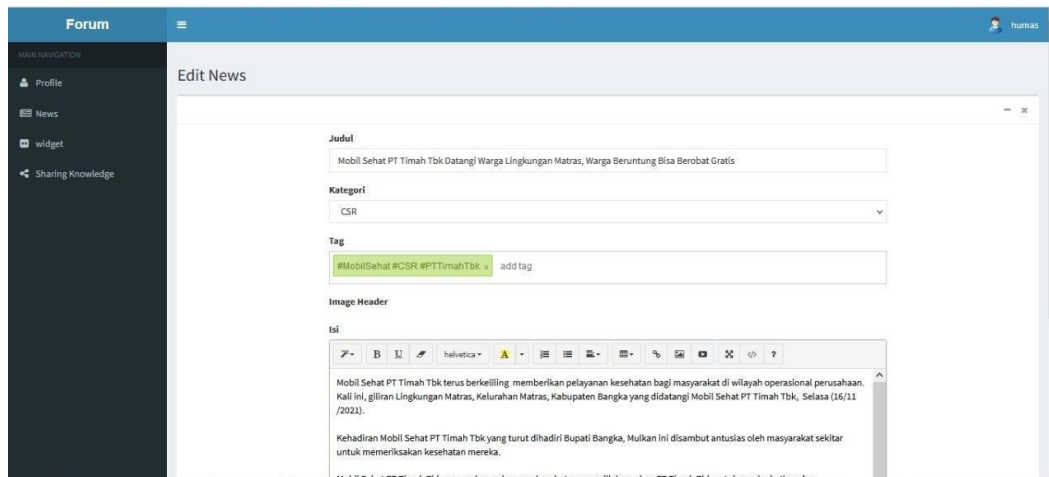 Forum
humas
MAIN NAVIGATION
Profile
News
widget
Sharing Knowledge
Edit News
Judul
Mobil Sehat PT Timah Tbk Datangi Warga Lingkungan Matras, Warga Beruntung Bisa Berobat Gratis
Kategori
CSR
Tag
#MobilSehat #CSR #PTTimahTbk x add tag
Image Header
Isi
B U helvetica A ?
Mobil Sehat PT Timah Tbk terus berkeliling memberikan pelayanan kesehatan bagi masyarakat di wilayah operasional perusahaan.
Kali ini, giliran Lingkungan Matras, Kelurahan Matras, Kabupaten Bangka yang didatangi Mobil Sehat PT Timah Tbk, Selasa (16/11
/2021).
Kehadiran Mobil Sehat PT Timah Tbk yang turut dihadiri Bupati Bangka, Mulkan ini disambut antusias oleh masyarakat sekitar
untuk memeriksakan kesehatan mereka.